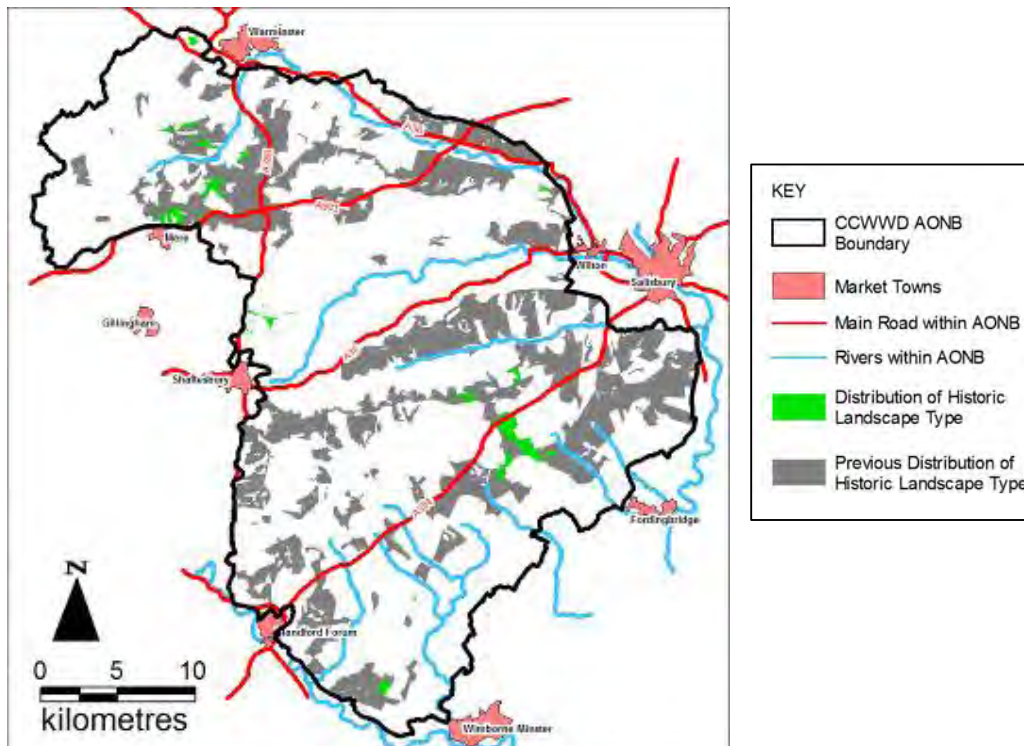 Warminster
A36
A350
A303
Mere
Wilton
Salisbury
Gillingham
A30
Shaftesbury
A354
Fordingbridge
Blandford Forum
Wimborne Minster
N
0 5 10
kilometres
KEY
CCWWD AONB
Boundary
Market Towns
Main Road within AONB
Rivers within AONB
Distribution of Historic
Landscape Type
Previous Distribution of
Historic Landscape Type